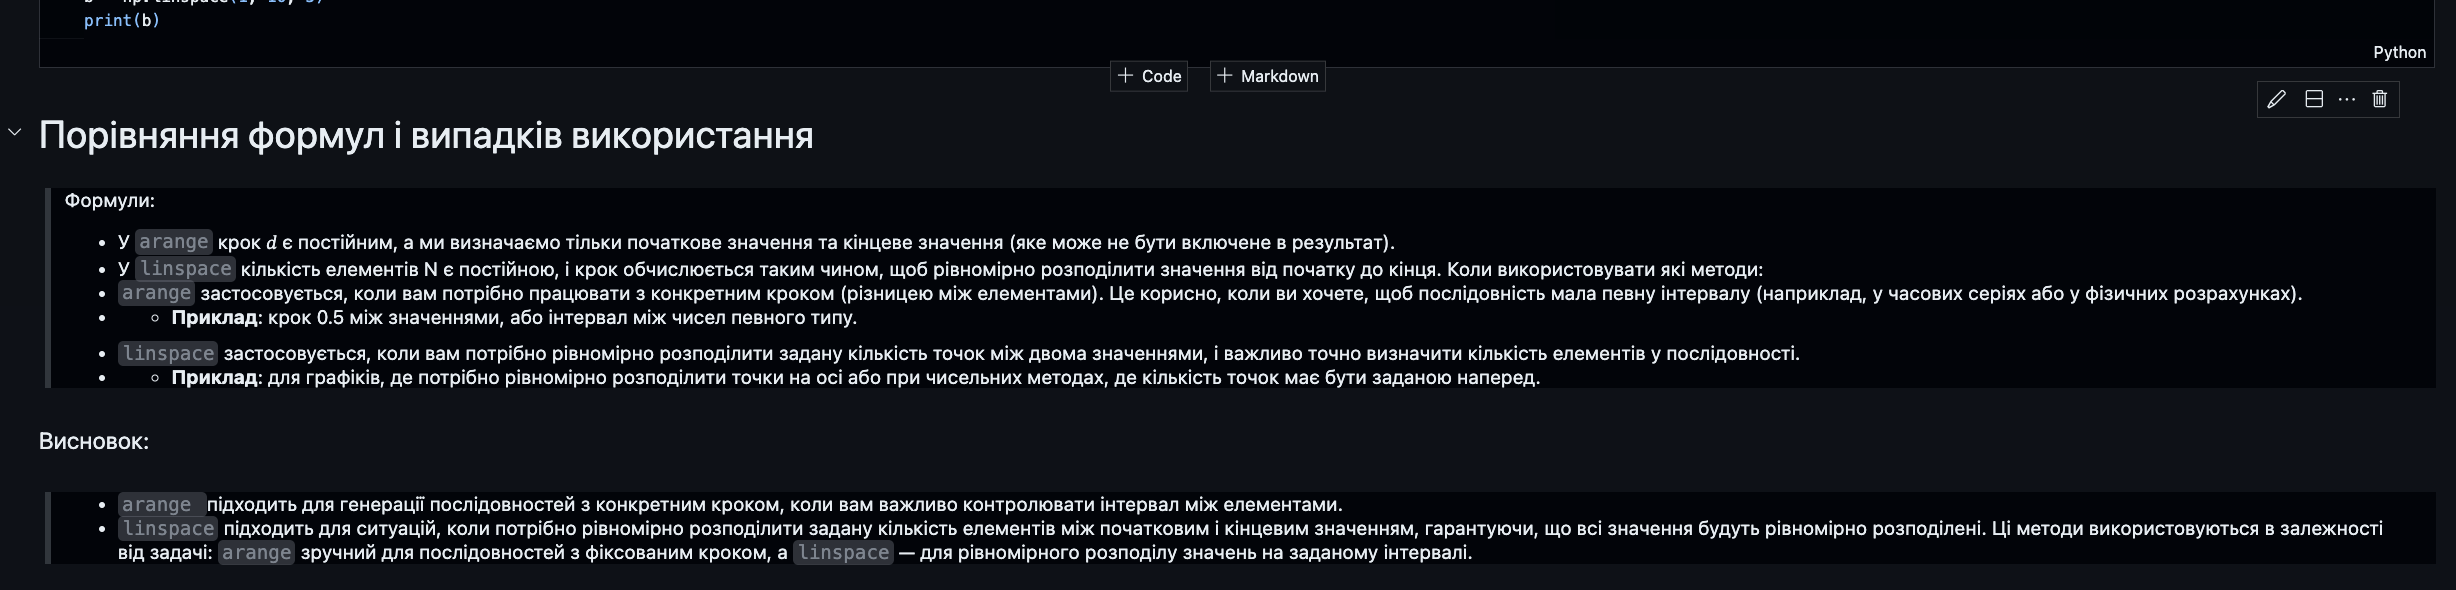 print(b)
Python
Code
Markdown
Порівняння формул і випадків використання
Формули:
У arange крок d є постійним, а ми визначаємо тільки початкове значення та кінцеве значення (яке може не бути включене в результат).
У linspace кількість елементів N є постійною, і крок обчислюється таким чином, щоб рівномірно розподілити значення від початку до кінця. Коли використовувати які методи:
arange застосовується, коли вам потрібно працювати з конкретним кроком (різницею між елементами). Це корисно, коли ви хочете, щоб послідовність мала певну інтервалу (наприклад, у часових серіях або у фізичних розрахунках).
Приклад: крок 0.5 між значеннями, або інтервал між чисел певного типу.
linspace застосовується, коли вам потрібно рівномірно розподілити задану кількість точок між двома значеннями, і важливо точно визначити кількість елементів у послідовності.
Приклад: для графіків, де потрібно рівномірно розподілити точки на осі або при чисельних методах, де кількість точок має бути заданою наперед.
Висновок:
arange підходить для генерації послідовностей з конкретним кроком, коли вам важливо контролювати інтервал між елементами.
linspace підходить для ситуацій, коли потрібно рівномірно розподілити задану кількість елементів між початковим і кінцевим значенням, гарантуючи, що всі значення будуть рівномірно розподілені. Ці методи використовуються в залежності
від задачі: arange зручний для послідовностей з фіксованим кроком, а linspace — для рівномірного розподілу значень на заданому інтервалі.